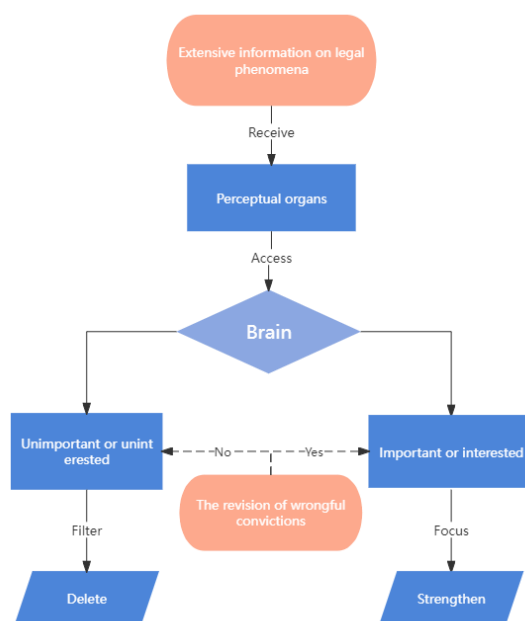 Extensive information on legal
phenomena
Receive
Perceptual organs
Access
Brain
Unimportant or unint
erested
No
Yes
Important or interested
The revision of wrongful
convictions
Filter
Focus
Delete
Strengthen